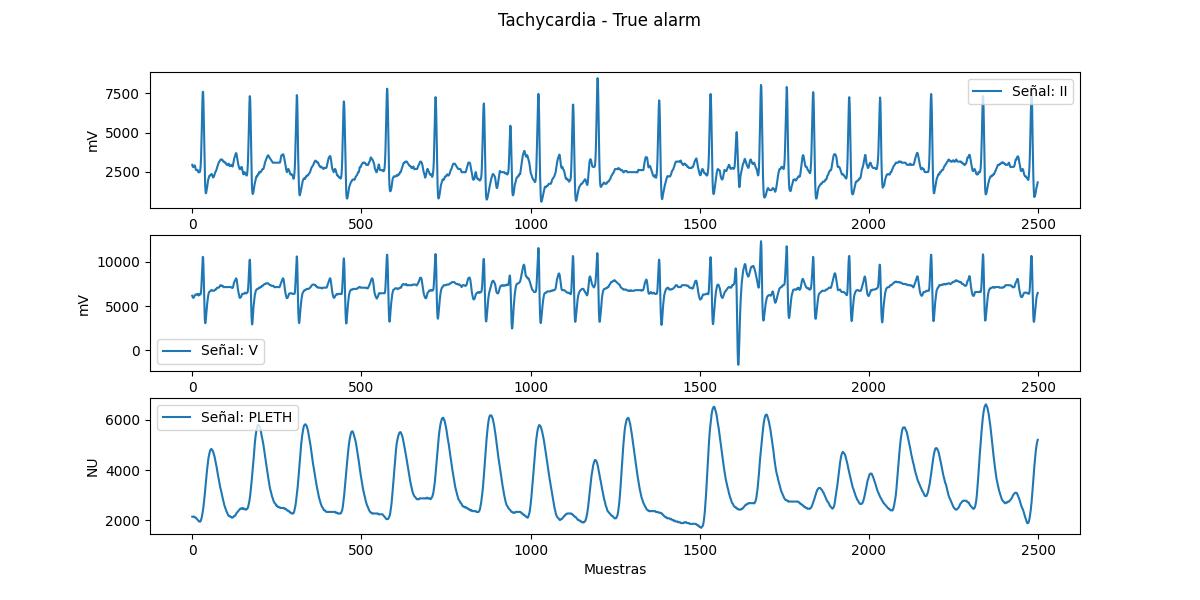 Tachycardia - True alarm
7500
5000
2500
mV
Señal: II
0 500 1000 1500 2000 2500
10000
5000
0
mV
Señal: V
0 500 1000 1500 2000 2500
6000
4000
2000
NU
Señal: PLETH
0 500 1000 1500 2000 2500
Muestras